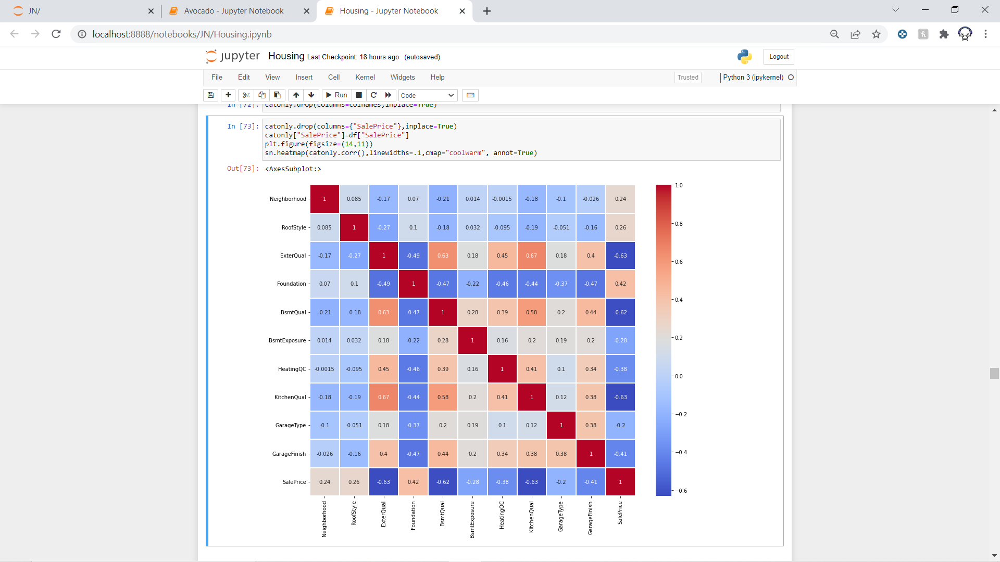 JN/
Avocado - Jupyter Notebook
Housing - Jupyter Notebook
localhost:8888/notebooks/JN/Housing.ipynb
jupyter Housing Last Checkpoint: 18 hours ago (autosaved)
Logout
File Edit View Insert Cell Kernel Widgets Help
Trusted
Python 3 (ipykernel)
Run
Code
In [72]: catonly.drop(columns=colnames,inplace=True)
In [73]: catonly.drop(columns={"SalePrice"},inplace=True)
catonly["SalePrice"]=df["SalePrice"]
plt.figure(figsize=(14,11))
sn.heatmap(catonly.corr(),linewidths=.1,cmap="coolwarm", annot=True)
Out[73]: <AxesSubplot:>
Neighborhood 1 0.085 -0.17 0.07 -0.21 0.014 -0.0015 -0.18 -0.1 -0.026 0.24
RoofStyle 0.085 1 -0.27 0.1 -0.18 0.032 -0.095 -0.19 -0.051 -0.16 0.26
ExterQual -0.17 -0.27 1 -0.49 0.63 0.18 0.45 0.67 0.18 0.4 -0.63
Foundation 0.07 0.1 -0.49 1 -0.47 -0.22 -0.46 -0.44 -0.37 -0.47 0.42
BsmtQual -0.21 -0.18 0.63 -0.47 1 0.28 0.39 0.58 0.2 0.44 -0.62
BsmtExposure 0.014 0.032 0.18 -0.22 0.28 1 0.16 0.2 0.19 0.2 -0.28
HeatingQC -0.0015 -0.095 0.45 -0.46 0.39 0.16 1 0.41 0.1 0.34 -0.38
KitchenQual -0.18 -0.19 0.67 -0.44 0.58 0.2 0.41 1 0.12 0.38 -0.63
GarageType -0.1 -0.051 0.18 -0.37 0.2 0.19 0.1 0.12 1 0.38 -0.2
GarageFinish -0.026 -0.16 0.4 -0.47 0.44 0.2 0.34 0.38 0.38 1 -0.41
SalePrice 0.24 0.26 -0.63 0.42 -0.62 -0.28 -0.38 -0.63 -0.2 -0.41 1
Neighborhood RoofStyle ExterQual Foundation BsmtQual BsmtExposure HeatingQC KitchenQual GarageType GarageFinish SalePrice
1.0
0.8
0.6
0.4
0.2
0.0
-0.2
-0.4
-0.6